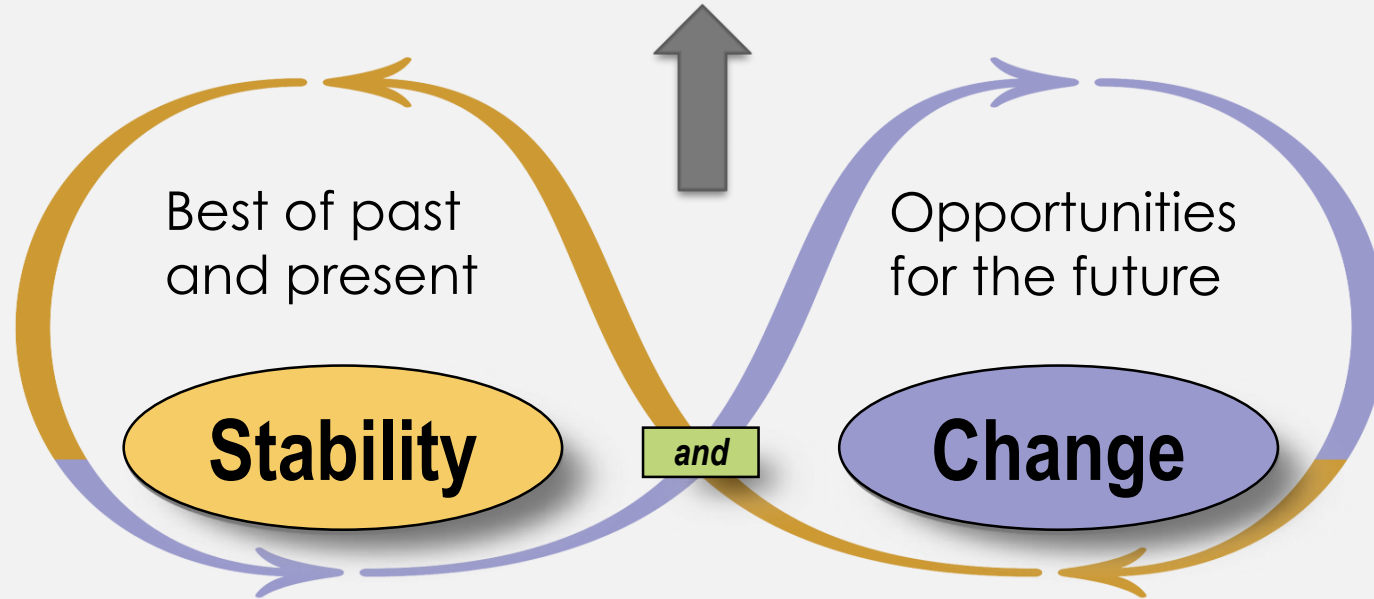 Best of past
and present
Opportunities
for the future
Stability
and
Change